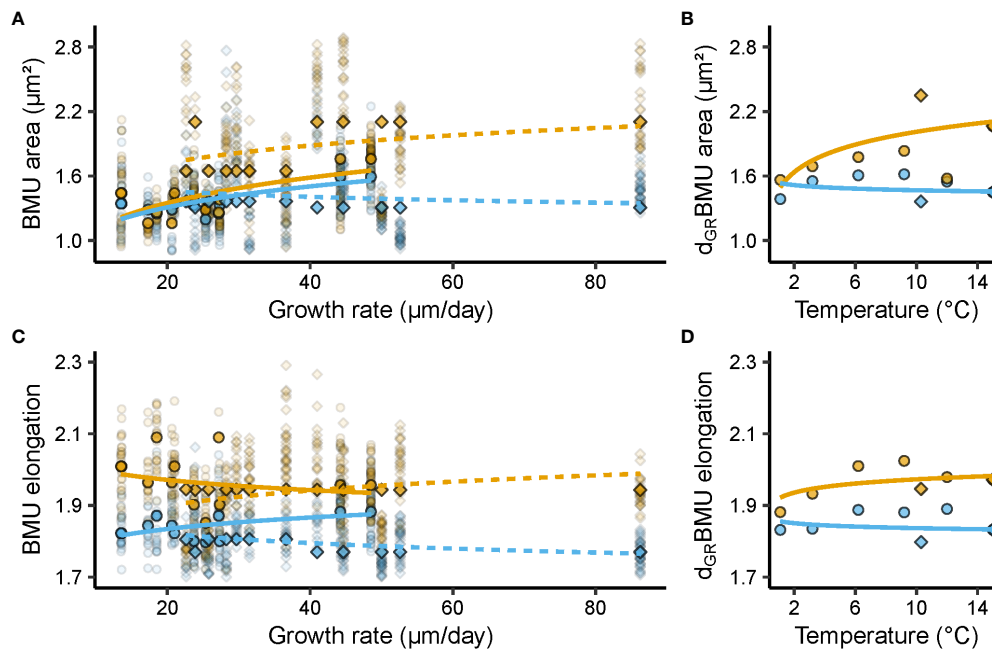 A
BMU area (µm²)
2.8
2.2
1.6
1.0
20 40 60 80
Growth rate (µm/day)
B
dGRBMU area (µm²)
2.8
2.2
1.6
1.0
2 6 10 14
Temperature (°C)
C
BMU elongation
2.3
2.1
1.9
1.7
20 40 60 80
Growth rate (µm/day)
D
dGRBMU elongation
2.3
2.1
1.9
1.7
2 6 10 14
Temperature (°C)